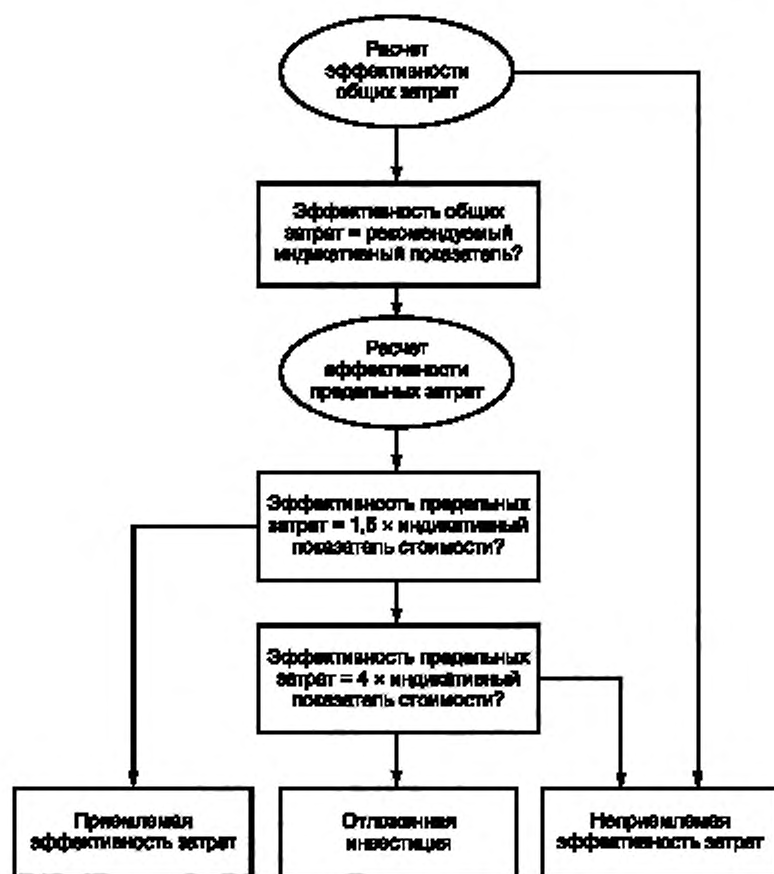 Расчет
эффективности
общих затрат
Эффективность общих
затрат = рекомендуемый
индикативный показатель?
Расчет
эффективности
предельных затрат
Эффективность предельных
затрат = 1,5 × индикативный
показатель стоимости?
Эффективность предельных
затрат = 4 × индикативный
показатель стоимости?
Приемлемая
эффективность затрат
Отложенная
инвестиция
Неприемлемая
эффективность затрат